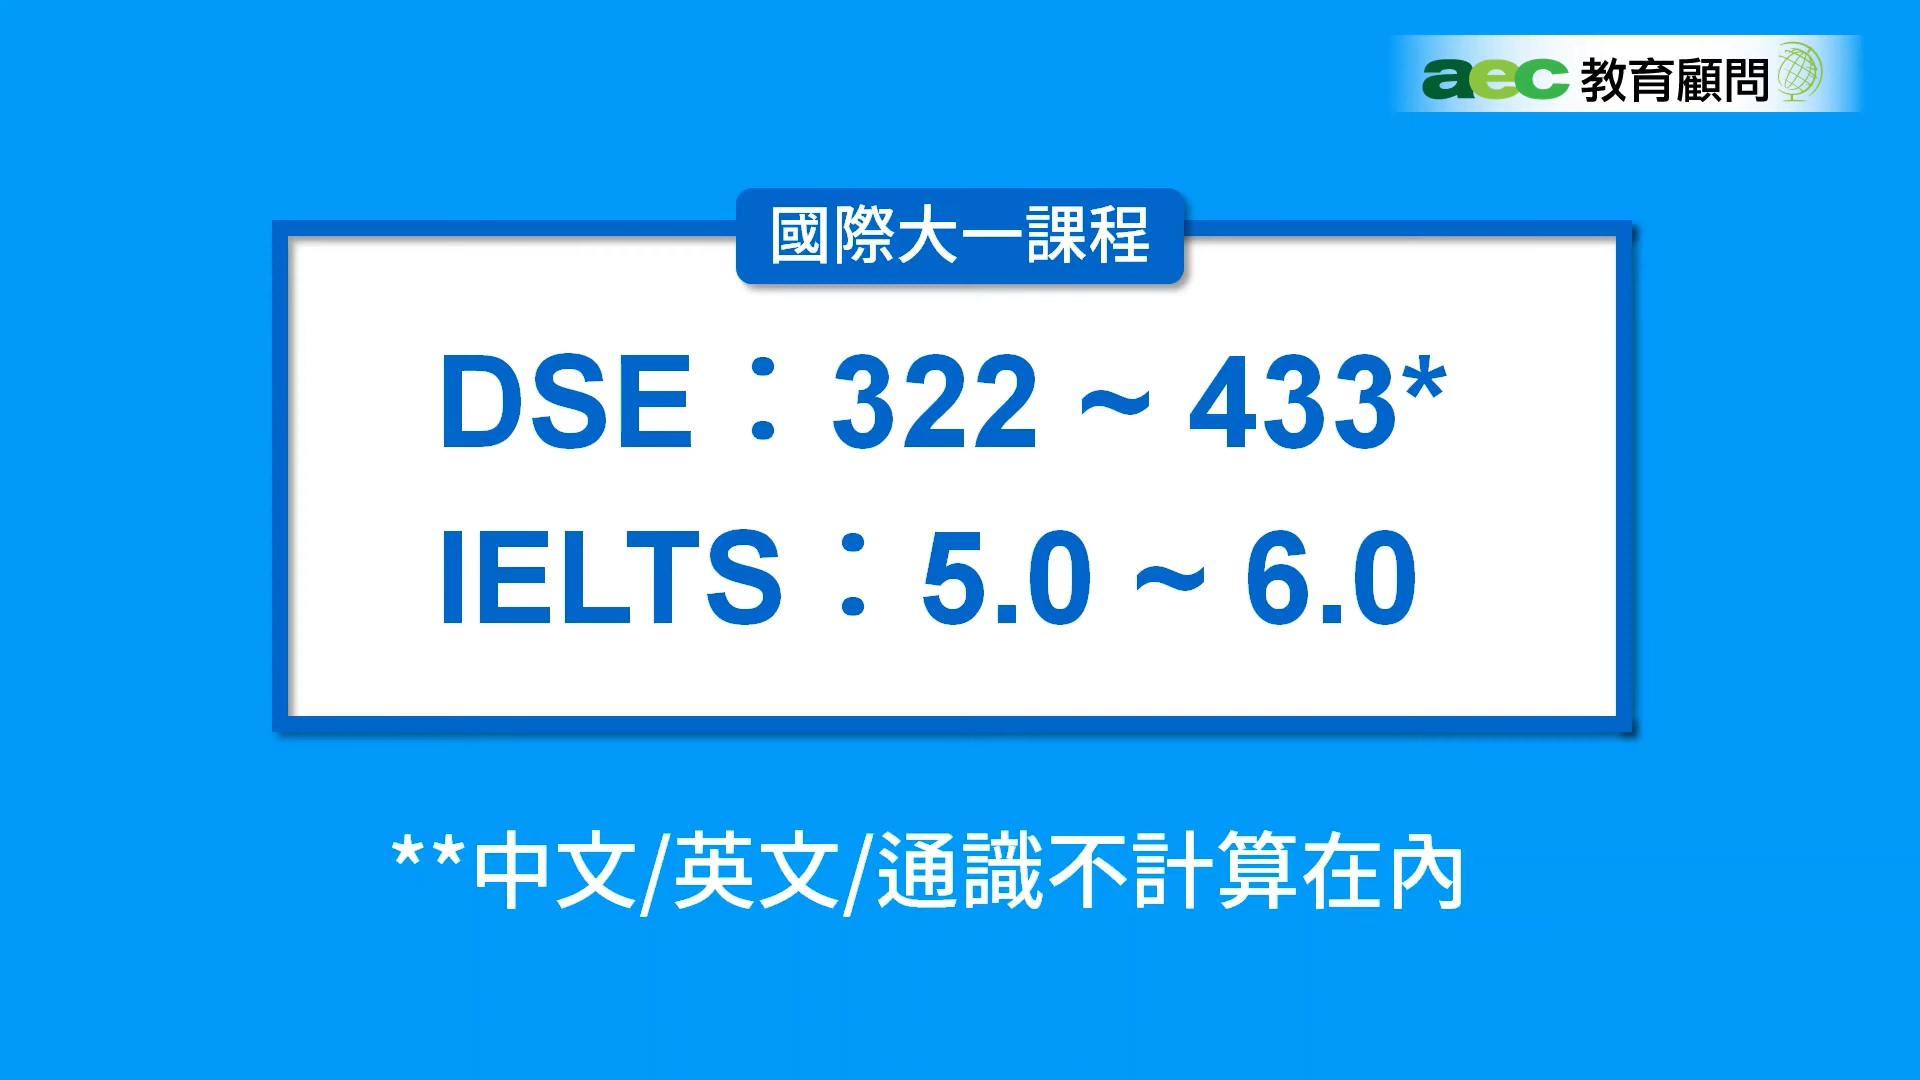 aec 教育顧問
國際大一課程
DSE：322 ~ 433*
IELTS：5.0 ~ 6.0
**中文/英文/通識不計算在內